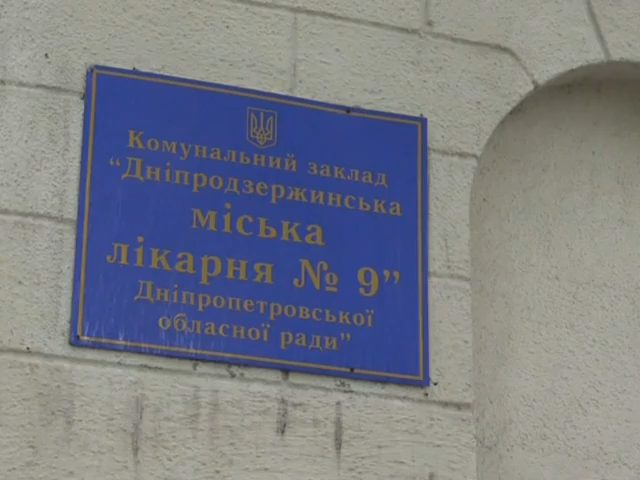 Комунальний заклад
“Дніпродзержинська
міська
лікарня № 9”
Дніпропетровської
обласної ради”